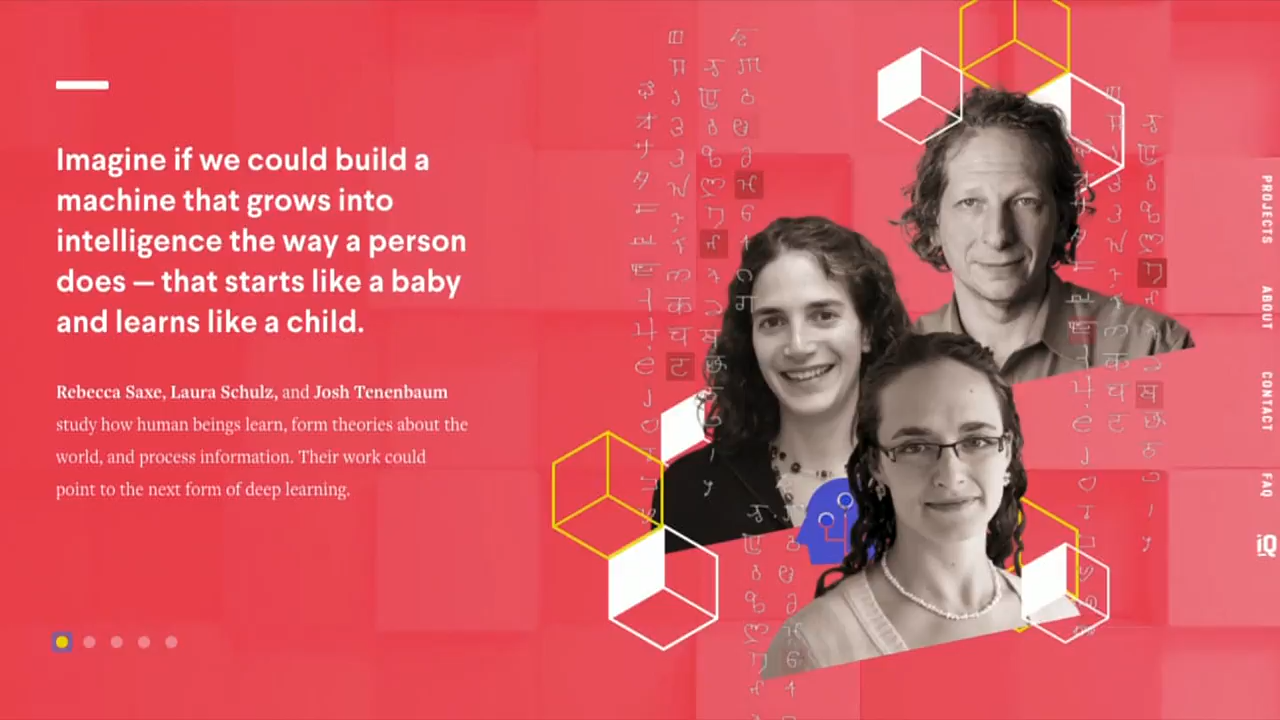 Imagine if we could build a
machine that grows into
intelligence the way a person
does — that starts like a baby
and learns like a child.
Rebecca Saxe, Laura Schulz, and Josh Tenenbaum
study how human beings learn, form theories about the
world, and process information. Their work could
point to the next form of deep learning.
PROJECTS
ABOUT
CONTACT
FAQ
iQ